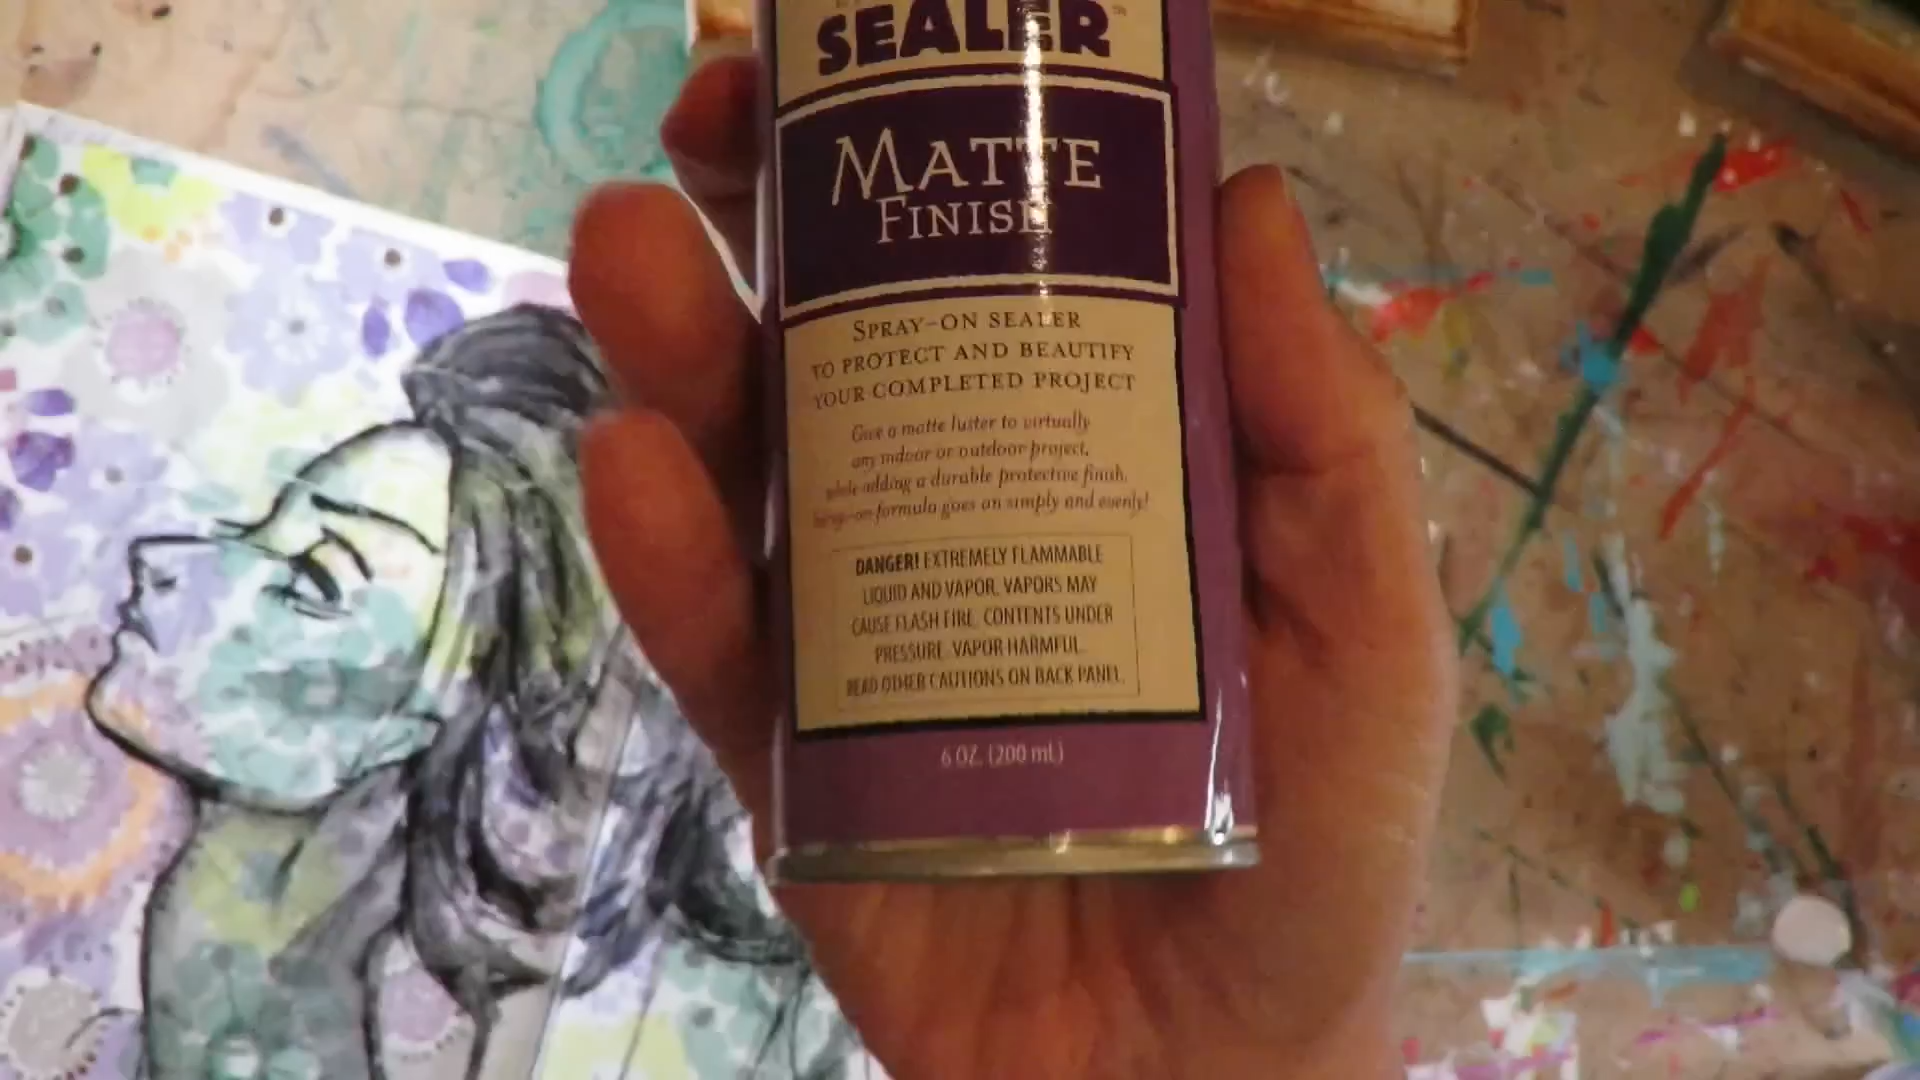 SEALER™
MATTE
FINISH
SPRAY-ON SEALER
TO PROTECT AND BEAUTIFY
YOUR COMPLETED PROJECT
Give a matte luster to virtually
any indoor or outdoor project,
while adding a durable protective finish.
formula goes on simply and evenly!
DANGER! EXTREMELY FLAMMABLE
LIQUID AND VAPOR. VAPORS MAY
CAUSE FLASH FIRE. CONTENTS UNDER
PRESSURE. VAPOR HARMFUL.
READ OTHER CAUTIONS ON BACK PANEL.
6 OZ. (200 mL)